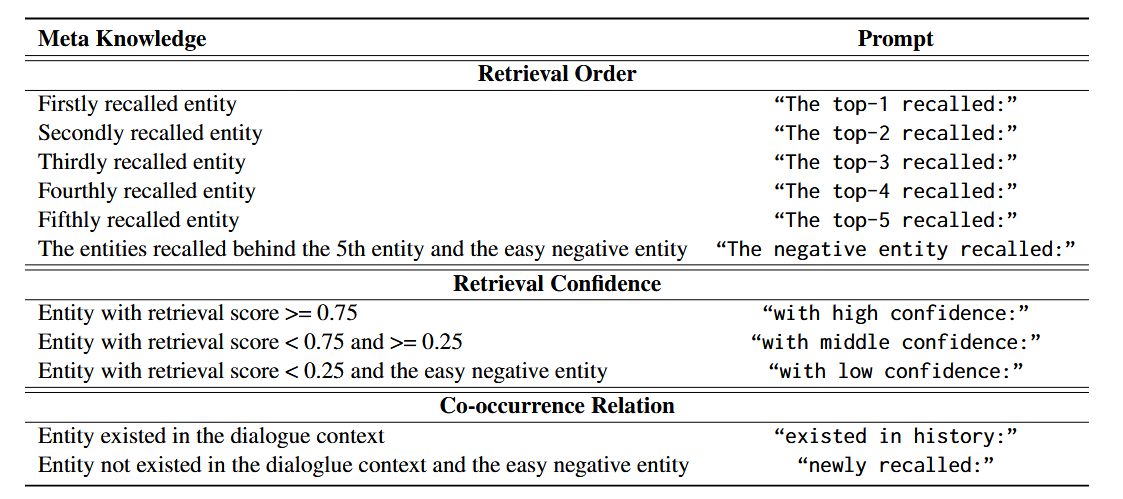 Meta Knowledge Prompt
Retrieval Order
Firstly recalled entity “The top-1 recalled:”
Secondly recalled entity “The top-2 recalled:”
Thirdly recalled entity “The top-3 recalled:”
Fourthly recalled entity “The top-4 recalled:”
Fifthly recalled entity “The top-5 recalled:”
The entities recalled behind the 5th entity and the easy negative entity “The negative entity recalled:”
Retrieval Confidence
Entity with retrieval score >= 0.75 “with high confidence:”
Entity with retrieval score < 0.75 and >= 0.25 “with middle confidence:”
Entity with retrieval score < 0.25 and the easy negative entity “with low confidence:”
Co-occurrence Relation
Entity existed in the dialogue context “existed in history:”
Entity not existed in the dialoglue context and the easy negative entity “newly recalled:”